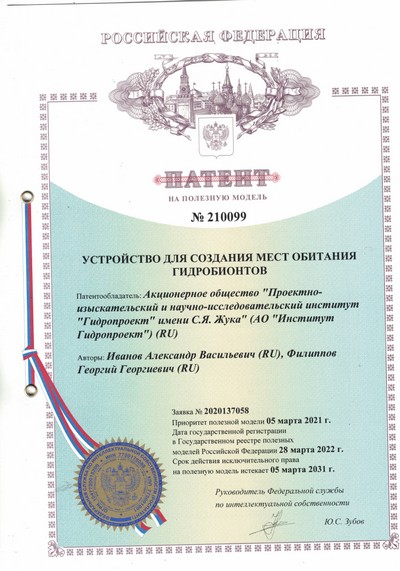 РОССИЙСКАЯ ФЕДЕРАЦИЯ
ПАТЕНТ
НА ПОЛЕЗНУЮ МОДЕЛЬ
№ 210099
УСТРОЙСТВО ДЛЯ СОЗДАНИЯ МЕСТ ОБИТАНИЯ
ГИДРОБИОНТОВ
Патентообладатель: Акционерное общество "Проектно-
изыскательский и научно-исследовательский институт
"Гидропроект" имени С.Я. Жука" (АО "Институт
Гидропроект") (RU)
Авторы: Иванов Александр Васильевич (RU), Филиппов
Георгий Георгиевич (RU)
Заявка № 2020137058
Приоритет полезной модели 05 марта 2021 г.
Дата государственной регистрации
в Государственном реестре полезных
моделей Российской Федерации 28 марта 2022 г.
Срок действия исключительного права
на полезную модель истекает 05 марта 2031 г.
Руководитель Федеральной службы
по интеллектуальной собственности
Ю.С. Зубов